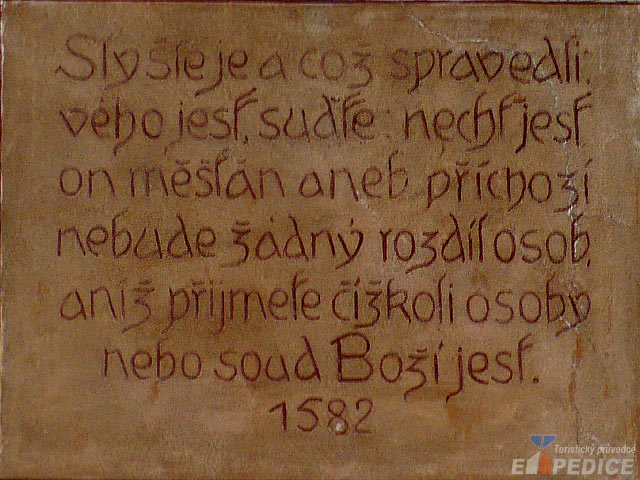 Slyšte je a což spravedli:
vého jest, suďte: nechť jest
on měšťán aneb příchozí
nebude žádný rozdíl osob,
aniž přijmete čížkoli osoby
nebo soud Boží jest.
1582
Turistický průvodce
EXPEDICE